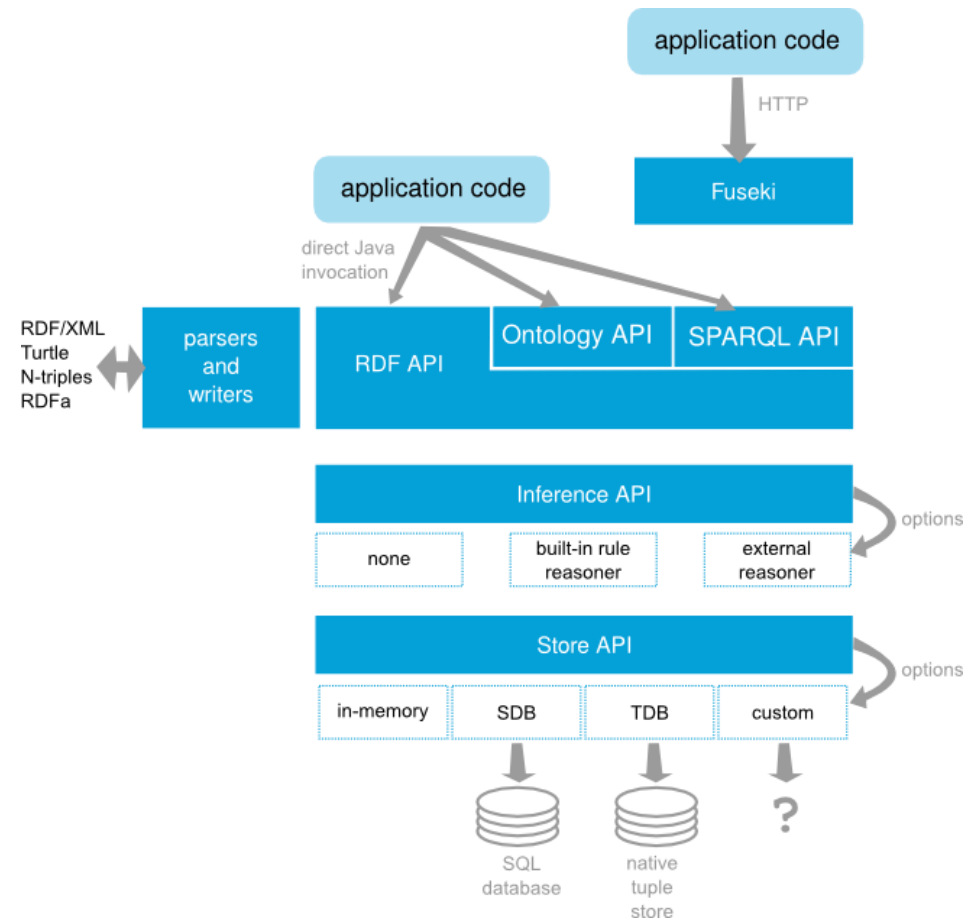 application code
HTTP
Fuseki
application code
direct Java
invocation
RDF/XML
Turtle
N-triples
RDFa
parsers
and
writers
RDF API
Ontology API
SPARQL API
Inference API
options
none
built-in rule
reasoner
external
reasoner
Store API
options
in-memory
SDB
TDB
custom
SQL
database
native
tuple
store
?